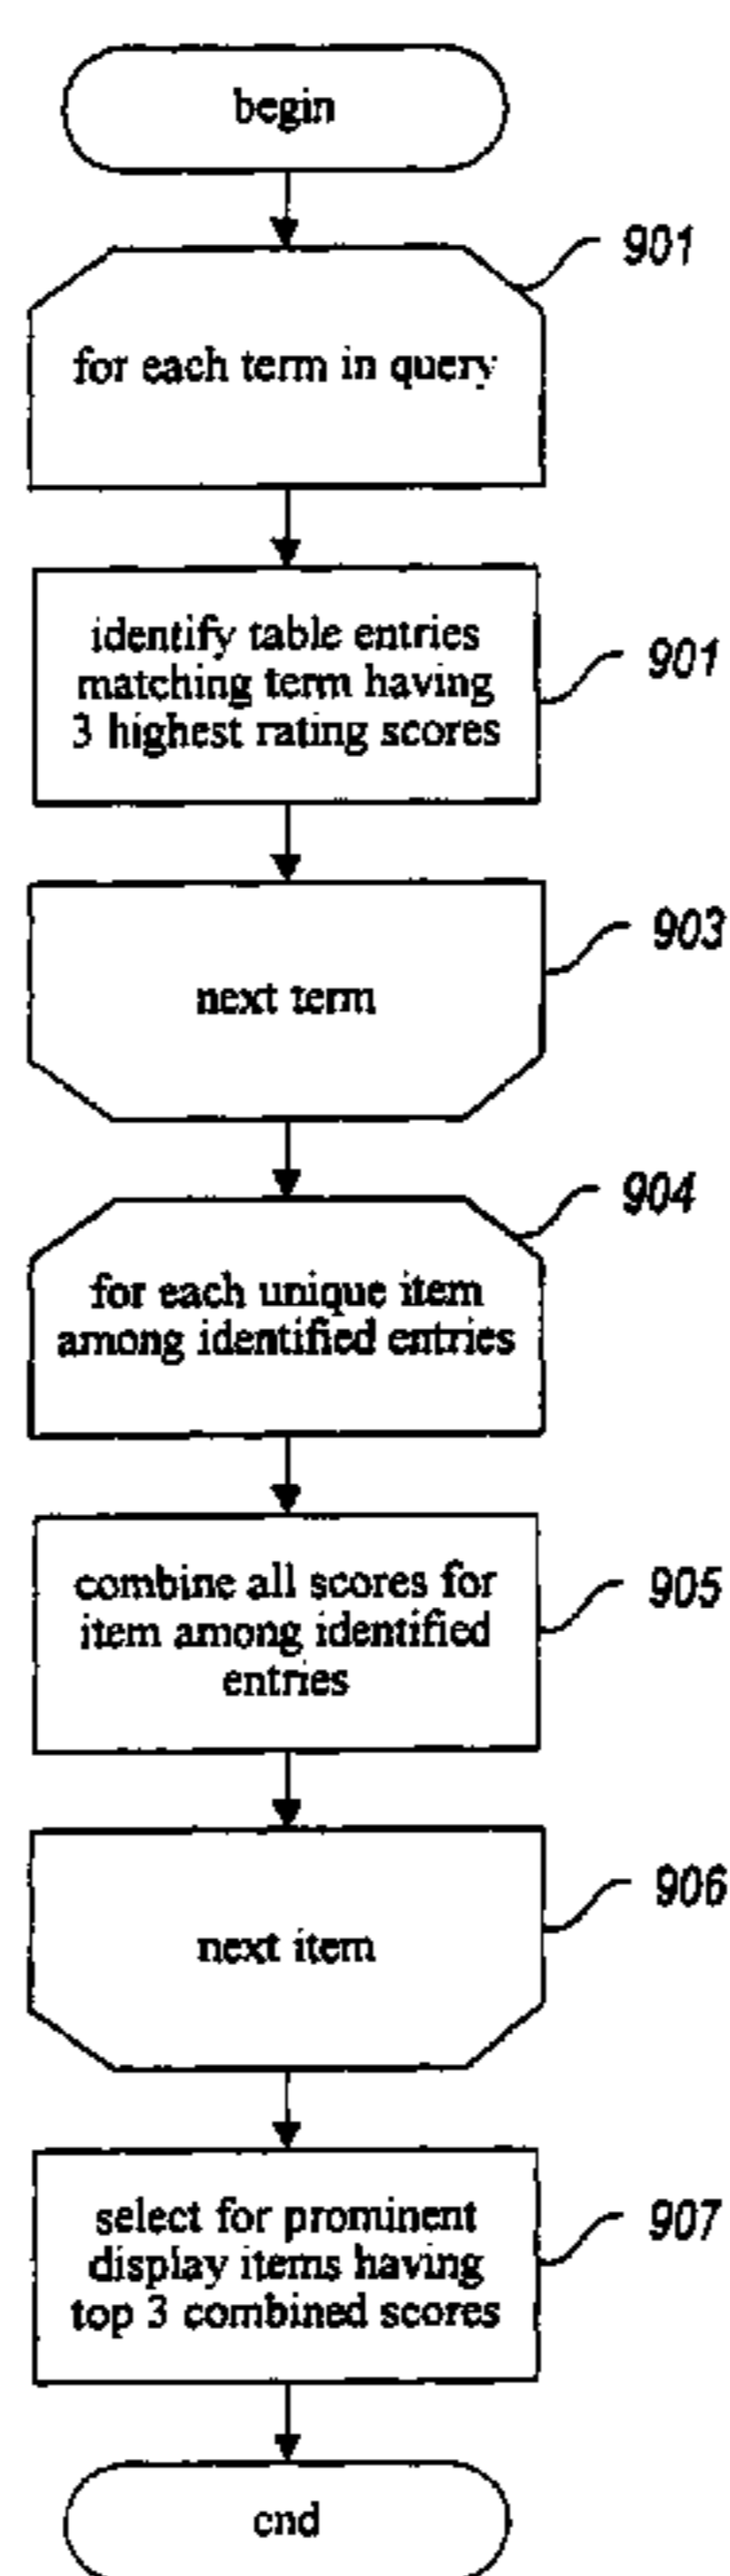 begin
901
for each term in query
identify table entries
matching term having
3 highest rating scores
901
903
next term
904
for each unique item
among identified entries
combine all scores for
item among identified
entries
905
906
next item
select for prominent
display items having
top 3 combined scores
907
end